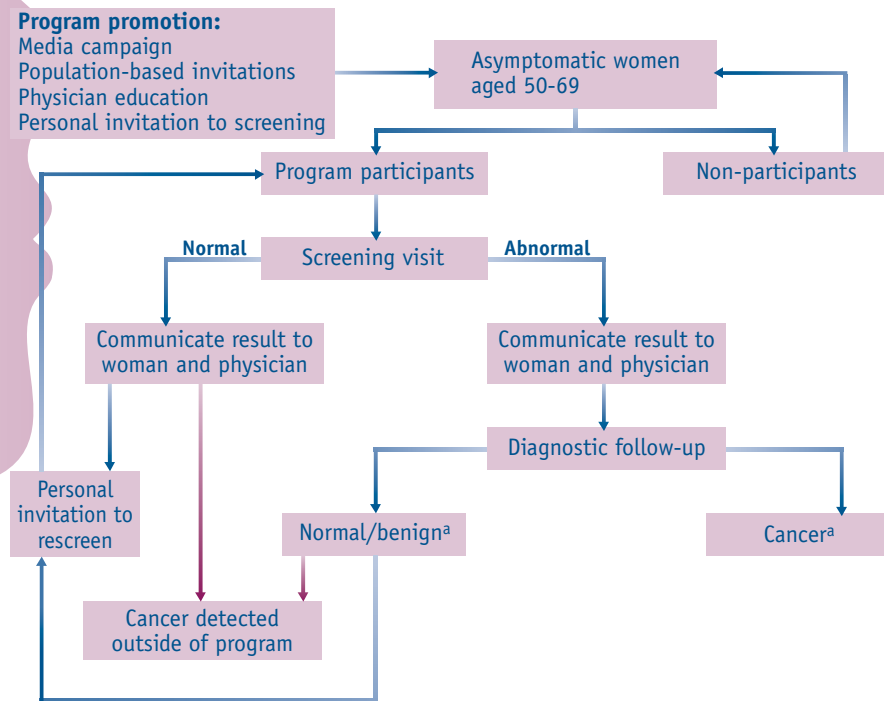 Program promotion:
Media campaign
Population-based invitations
Physician education
Personal invitation to screening
Asymptomatic women
aged 50-69
Program participants
Non-participants
Normal
Screening visit
Abnormal
Communicate result to
woman and physician
Communicate result to
woman and physician
Diagnostic follow-up
Personal
invitation to
rescreen
Normal/benignᵃ
Cancerᵃ
Cancer detected
outside of program